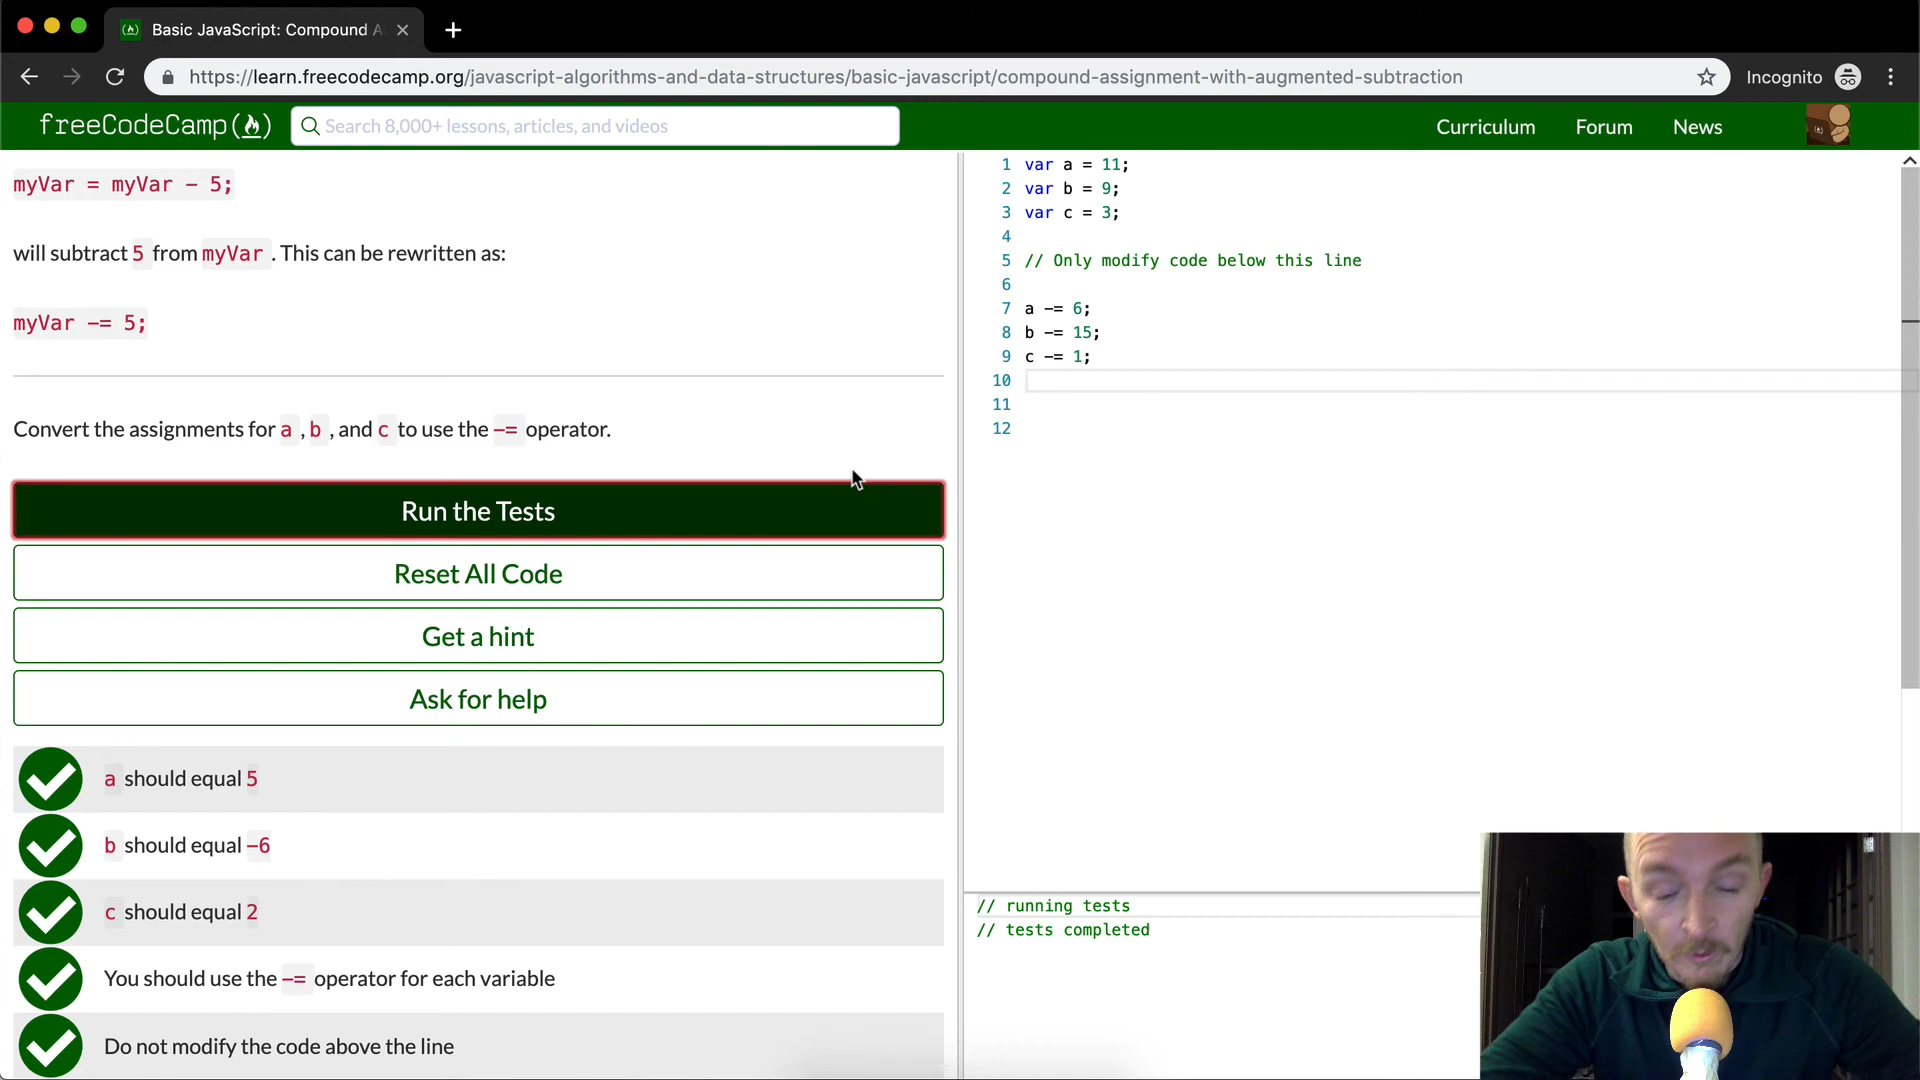 Basic JavaScript: Compound A
https://learn.freecodecamp.org/javascript-algorithms-and-data-structures/basic-javascript/compound-assignment-with-augmented-subtraction
Incognito
freeCodeCamp
Search 8,000+ lessons, articles, and videos
Curriculum
Forum
News
myVar = myVar - 5;
will subtract 5 from myVar . This can be rewritten as:
myVar -= 5;
Convert the assignments for a , b , and c to use the -= operator.
Run the Tests
Reset All Code
Get a hint
Ask for help
a should equal 5
b should equal -6
c should equal 2
You should use the -= operator for each variable
Do not modify the code above the line
1 var a = 11;
2 var b = 9;
3 var c = 3;
4
5 // Only modify code below this line
6
7 a -= 6;
8 b -= 15;
9 c -= 1;
10
11
12
// running tests
// tests completed